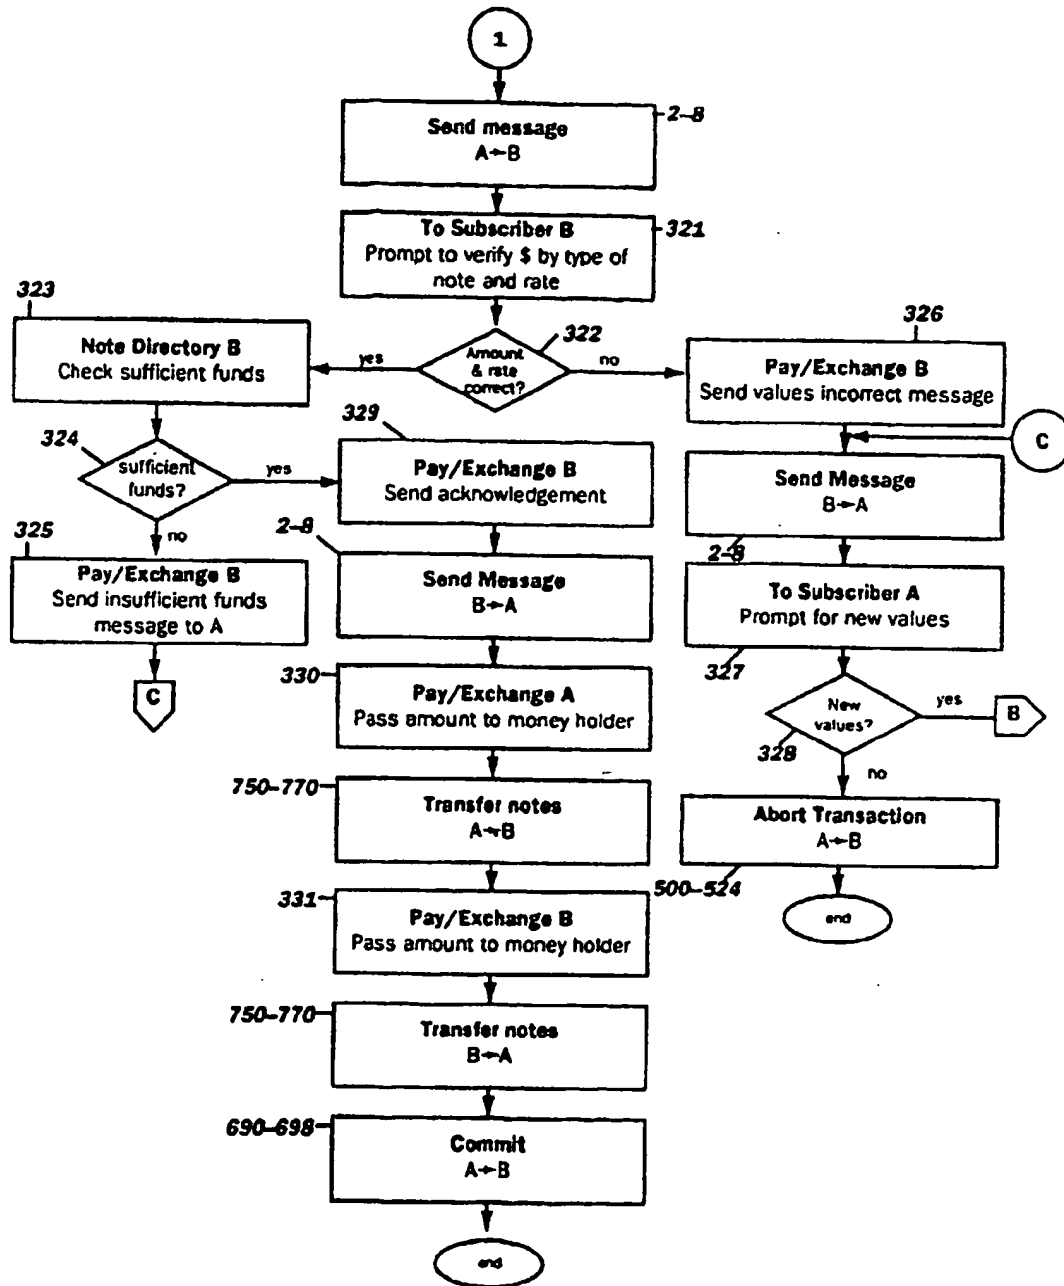 1
Send message
A→B
2–8
To Subscriber B
Prompt to verify $ by type of
note and rate
321
Amount
& rate
correct?
322
yes
no
323
Note Directory B
Check sufficient funds
324
sufficient
funds?
yes
no
325
Pay/Exchange B
Send insufficient funds
message to A
C
326
Pay/Exchange B
Send values incorrect message
C
Send Message
B→A
2–8
To Subscriber A
Prompt for new values
327
New
values?
328
yes
B
no
Abort Transaction
A→B
500–524
end
329
Pay/Exchange B
Send acknowledgement
2–8
Send Message
B→A
330
Pay/Exchange A
Pass amount to money holder
750–770
Transfer notes
A→B
331
Pay/Exchange B
Pass amount to money holder
750–770
Transfer notes
B→A
690–698
Commit
A→B
end